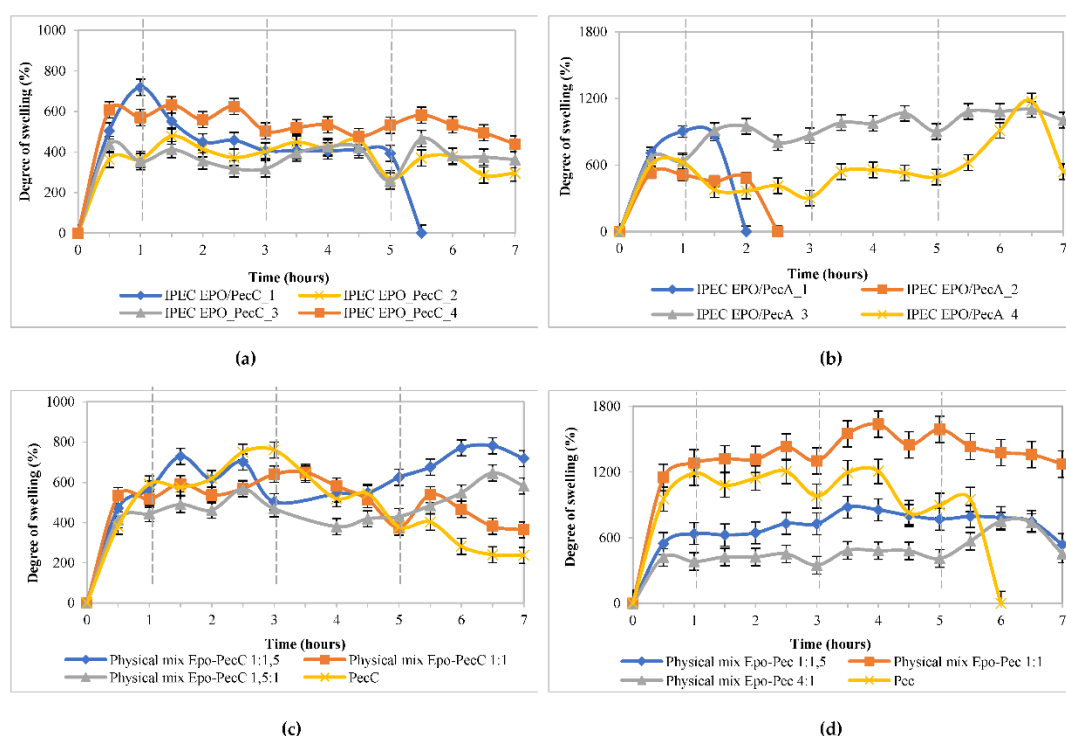 1000
800
600
400
200
0
Degree of swelling (%)
0 1 2 3 4 5 6 7
Time (hours)
IPEC EPO/PecC_1 IPEC EPO_PecC_2
IPEC EPO_PecC_3 IPEC EPO_PecC_4
(a)
1800
1200
600
0
Degree of swelling (%)
0 1 2 3 4 5 6 7
Time (hours)
IPEC EPO/PecA_1 IPEC EPO/PecA_2
IPEC EPO/PecA_3 IPEC EPO/PecA_4
(b)
1000
800
600
400
200
0
Degree of swelling (%)
0 1 2 3 4 5 6 7
Time (hours)
Physical mix Epo-PecC 1:1,5 Physical mix Epo-PecC 1:1
Physical mix Epo-PecC 1,5:1 PecC
(c)
1800
1200
600
0
Degree of swelling (%)
0 1 2 3 4 5 6 7
Time (hours)
Physical mix Epo-Pec 1:1,5 Physical mix Epo-Pec 1:1
Physical mix Epo-Pec 4:1 Pec
(d)